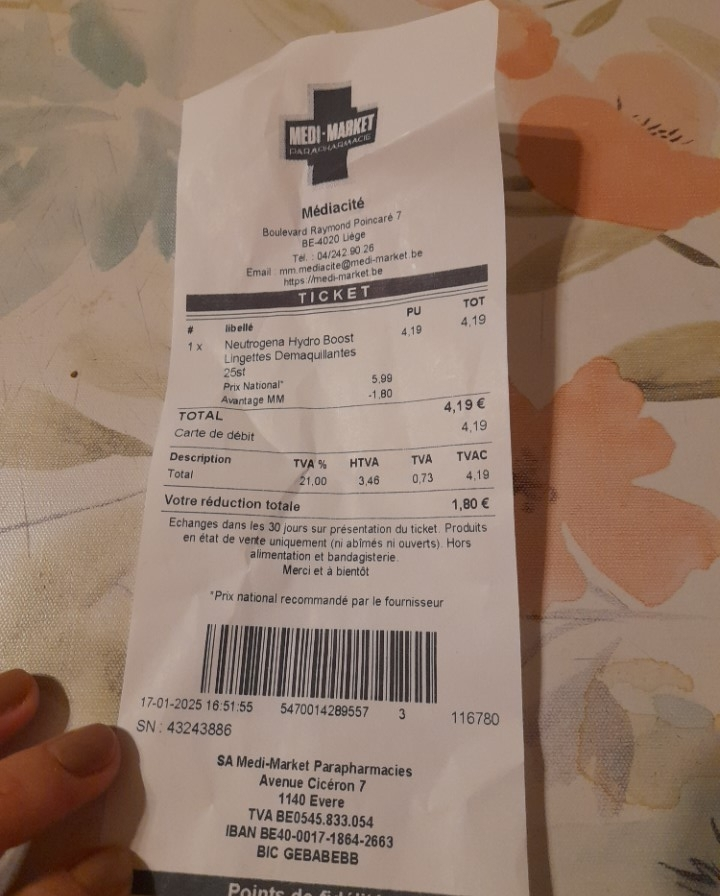 MEDI-MARKET
PARAPHARMACIE
Médiacité
Boulevard Raymond Poincaré 7
BE-4020 Liège
Tel. : 04/242 90 26
Email : mm.mediacite@medi-market.be
https://medi-market.be
TICKET
# libellé PU TOT
1 x Neutrogena Hydro Boost 4,19 4,19
Lingettes Demaquillantes
25st
Prix National* 5,99
Avantage MM -1,80
TOTAL 4,19 €
Carte de débit 4,19
Description TVA % HTVA TVA TVAC
Total 21,00 3,46 0,73 4,19
Votre réduction totale 1,80 €
Echanges dans les 30 jours sur présentation du ticket. Produits
en état de vente uniquement (ni abîmés ni ouverts). Hors
alimentation et bandagisterie.
Merci et à bientôt
*Prix national recommandé par le fournisseur
17-01-2025 16:51:55 5470014289557 3 116780
SN : 43243886
SA Medi-Market Parapharmacies
Avenue Cicéron 7
1140 Evere
TVA BE0545.833.054
IBAN BE40-0017-1864-2663
BIC GEBABEBB
Points de